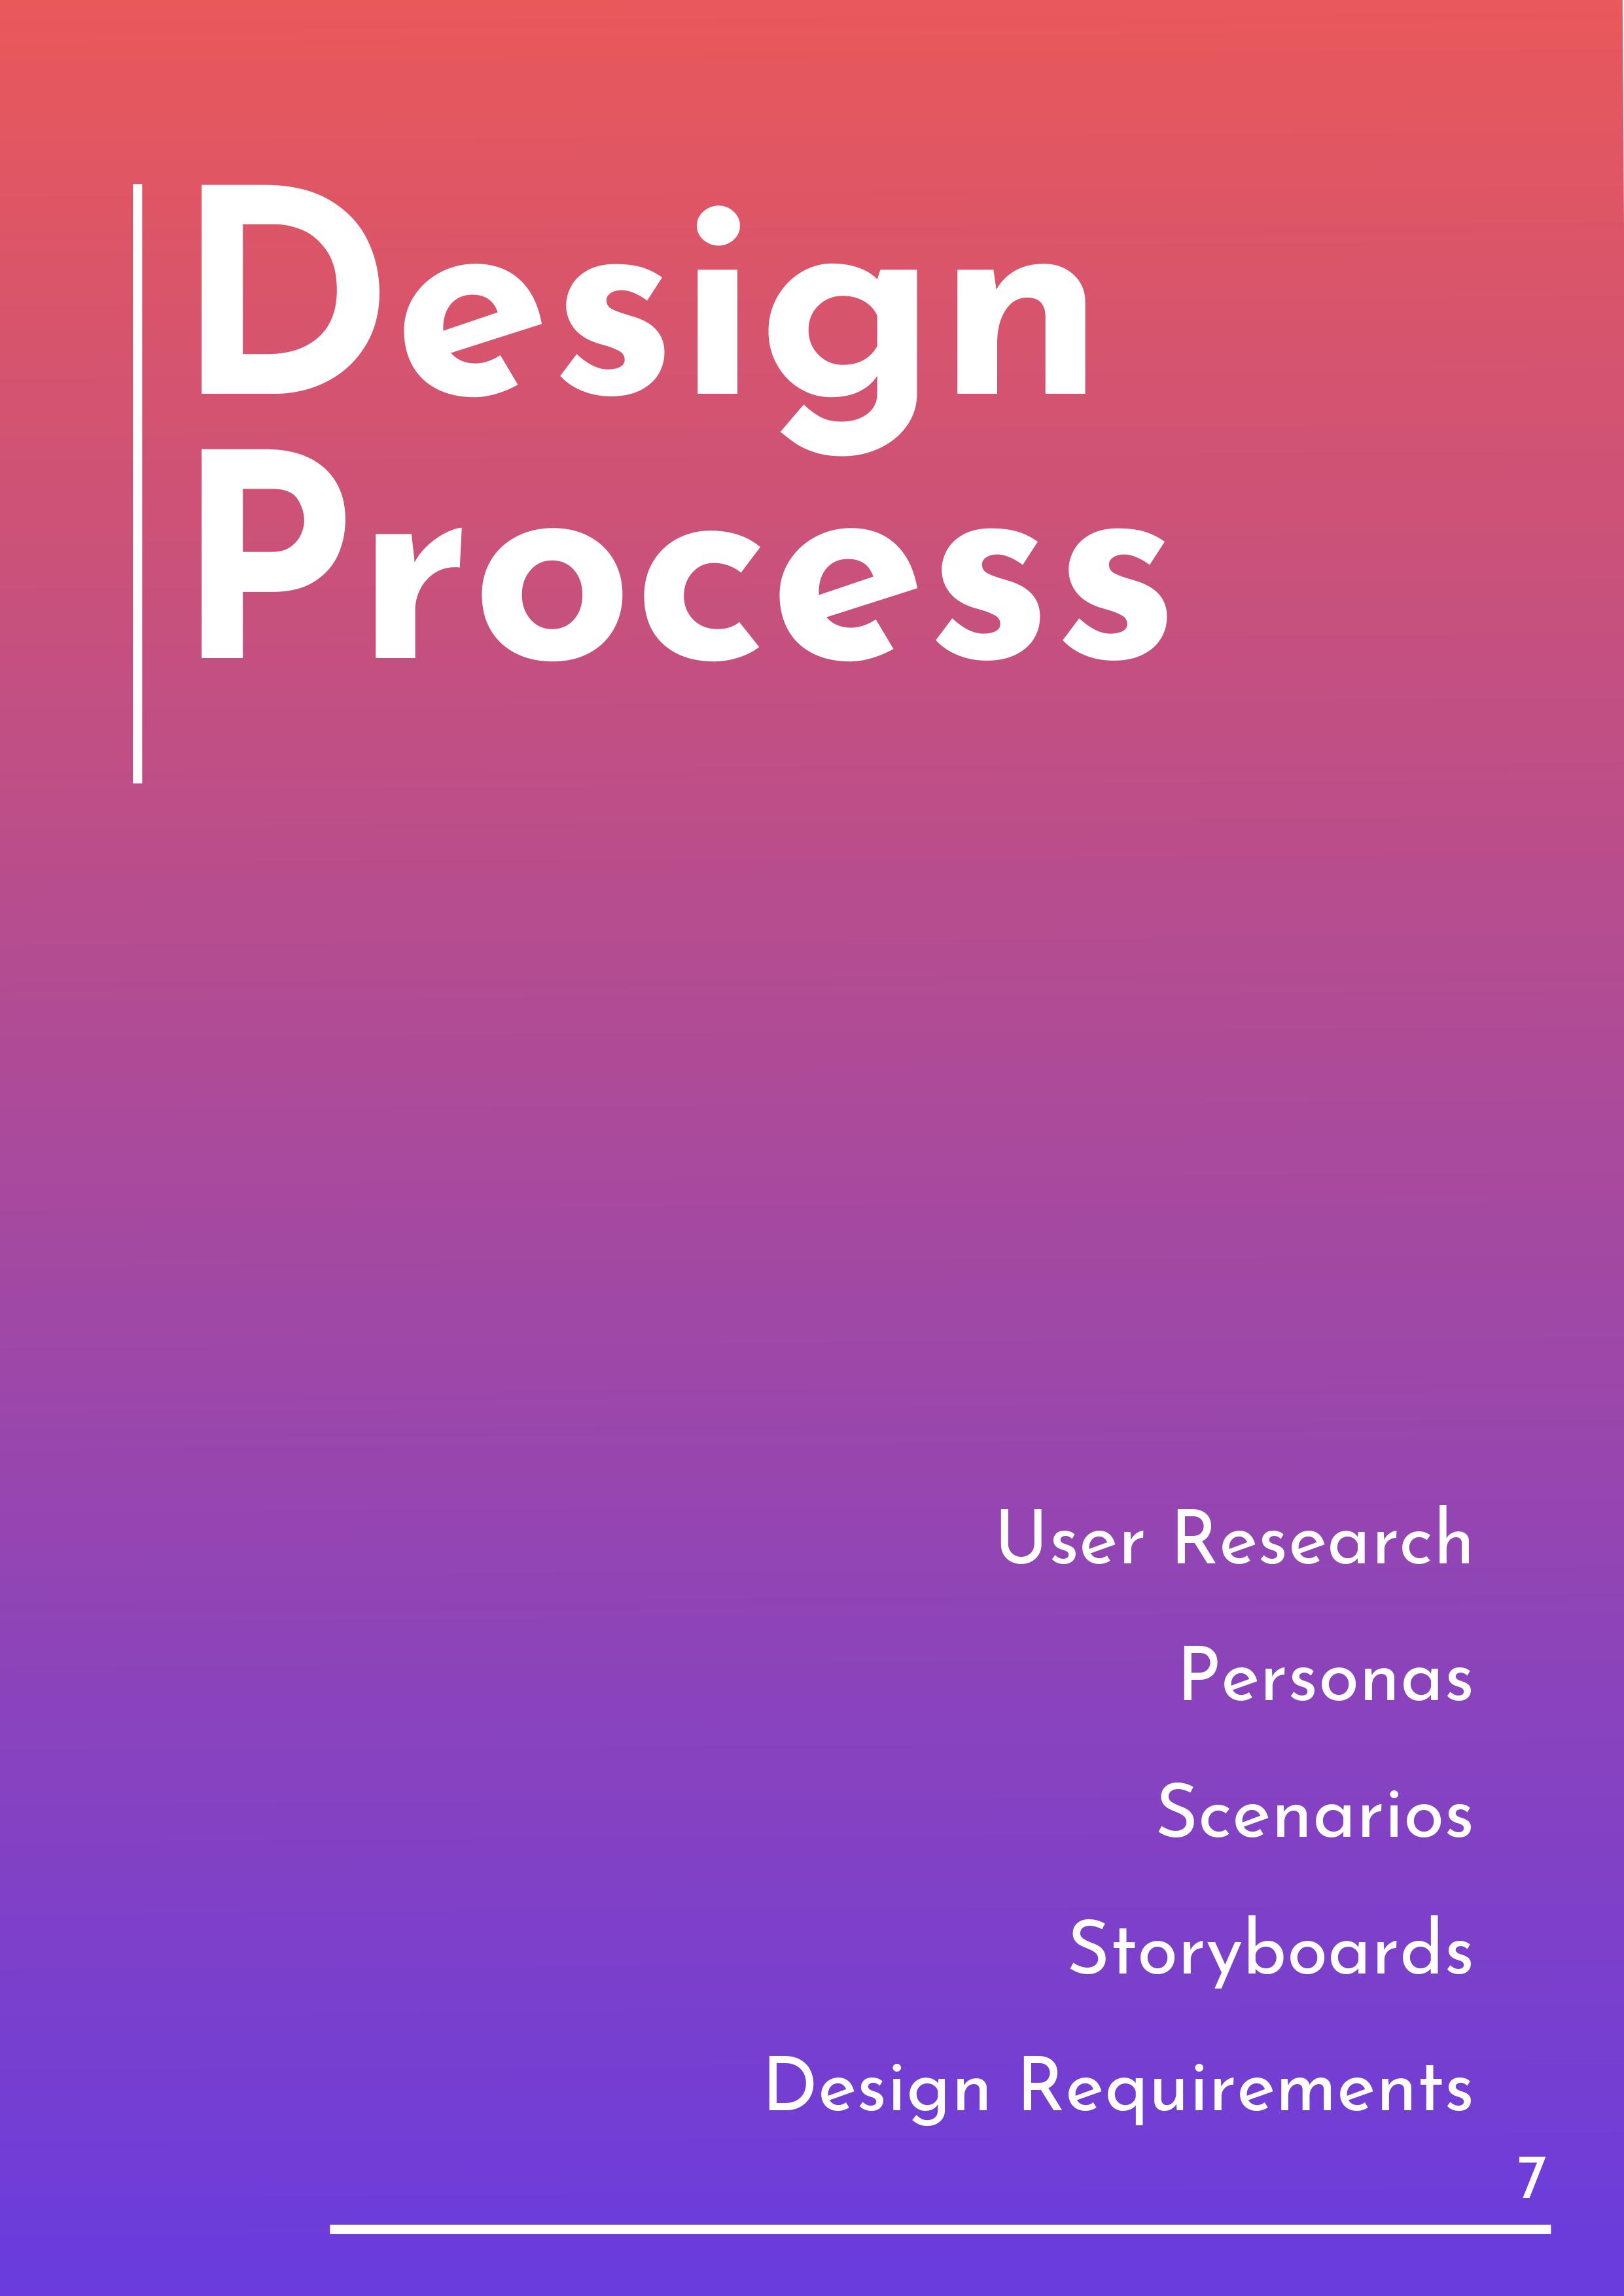 Design
Process
User Research
Personas
Scenarios
Storyboards
Design Requirements
7